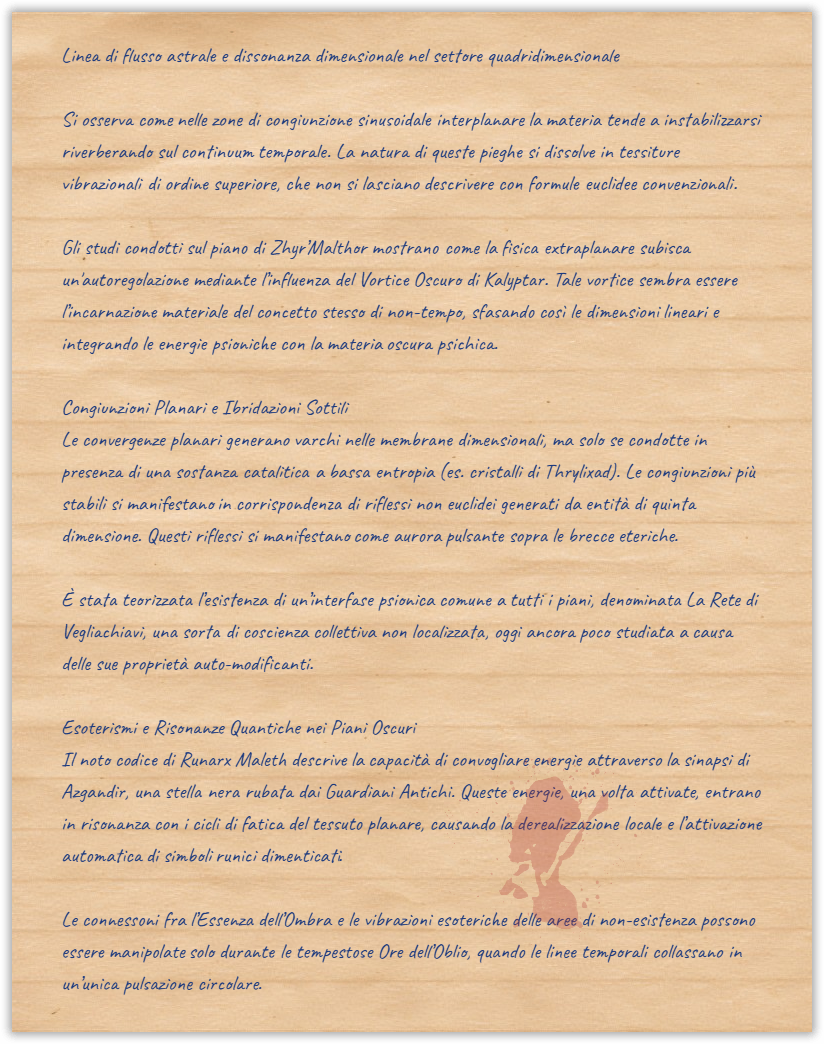 Linea di flusso astrale e dissonanza dimensionale nel settore quadridimensionale
Si osserva come nelle zone di congiunzione sinusoidale interplanare la materia tende a instabilizzarsi
riverberando sul continuum temporale. La natura di queste pieghe si dissolve in tessiture
vibrazionali di ordine superiore, che non si lasciano descrivere con formule euclidee convenzionali.
Gli studi condotti sul piano di Zhyr'Malthor mostrano come la fisica extraplanare subisca
un'autoregolazione mediante l'influenza del Vortice Oscuro di Kalyptar. Tale vortice sembra essere
l'incarnazione materiale del concetto stesso di non-tempo, sfasando così le dimensioni lineari e
integrando le energie psioniche con la materia oscura psichica.
Congiunzioni Planari e Ibridazioni Sottili
Le convergenze planari generano varchi nelle membrane dimensionali, ma solo se condotte in
presenza di una sostanza catalitica a bassa entropia (es. cristalli di Thrylixad). Le congiunzioni più
stabili si manifestano in corrispondenza di riflessi non euclidei generati da entità di quinta
dimensione. Questi riflessi si manifestano come aurora pulsante sopra le brecce eteriche.
È stata teorizzata l'esistenza di un'interfase psionica comune a tutti i piani, denominata La Rete di
Vegliachiavi, una sorta di coscienza collettiva non localizzata, oggi ancora poco studiata a causa
delle sue proprietà auto-modificanti.
Esoterismi e Risonanze Quantiche nei Piani Oscuri
Il noto codice di Runarx Maleth descrive la capacità di convogliare energie attraverso la sinapsi di
Azgandir, una stella nera rubata dai Guardiani Antichi. Queste energie, una volta attivate, entrano
in risonanza con i cicli di fatica del tessuto planare, causando la derealizzazione locale e l'attivazione
automatica di simboli runici dimenticati.
Le connessoni fra l'Essenza dell'Ombra e le vibrazioni esoteriche delle aree di non-esistenza possono
essere manipolate solo durante le tempestose Ore dell'Oblio, quando le linee temporali collassano in
un'unica pulsazione circolare.